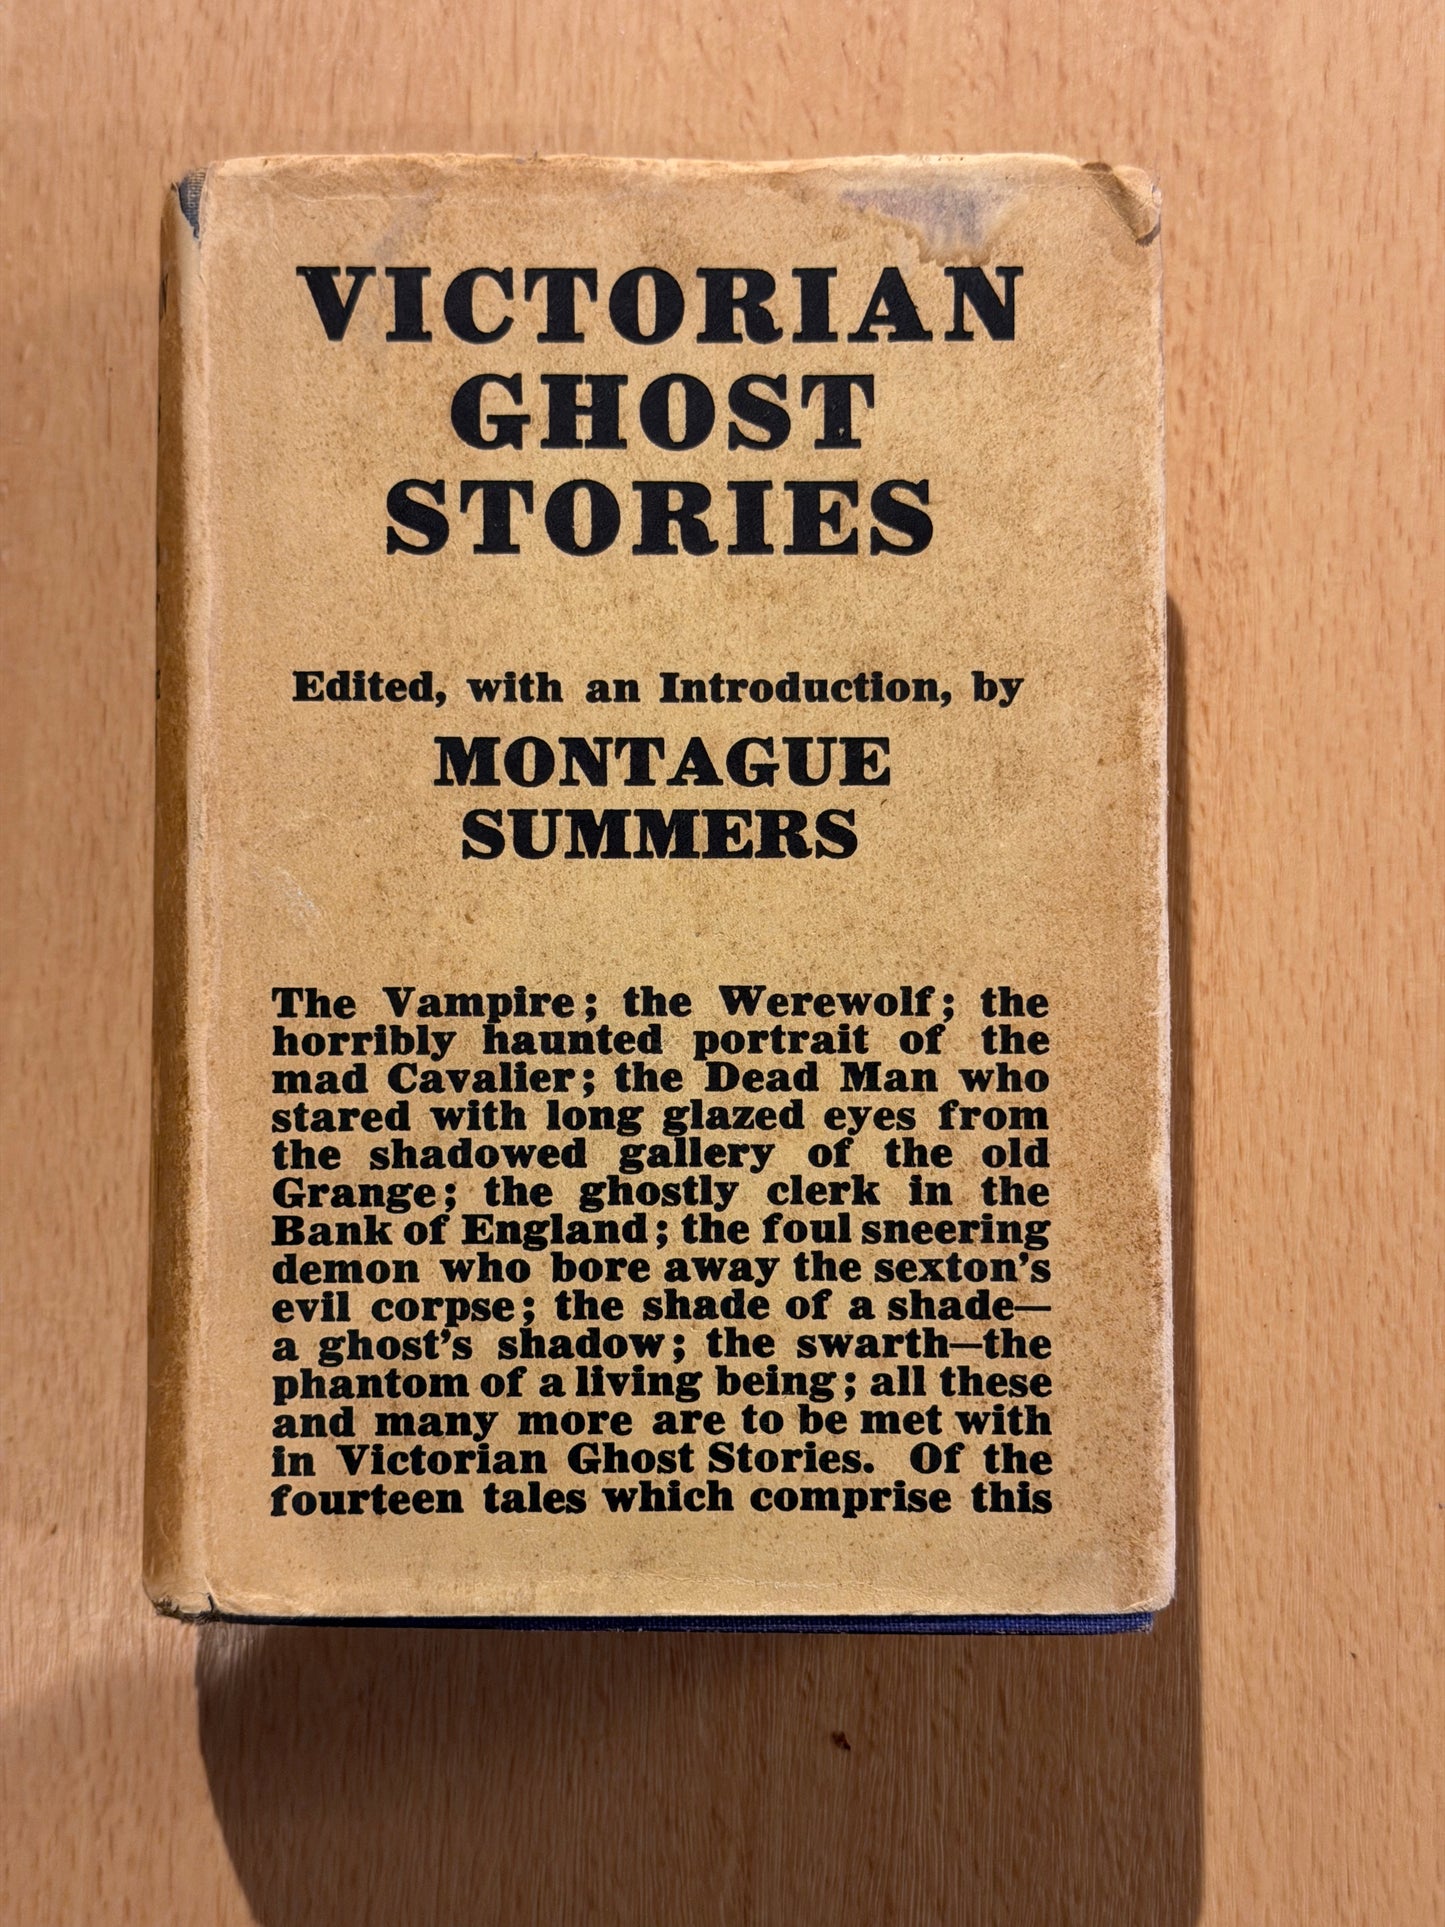 VICTORIAN
GHOST
STORIES
Edited, with an Introduction, by
MONTAGUE
SUMMERS
The Vampire; the Werewolf; the
horribly haunted portrait of the
mad Cavalier; the Dead Man who
stared with long glazed eyes from
the shadowed gallery of the old
Grange; the ghostly clerk in the
Bank of England; the foul sneering
demon who bore away the sexton's
evil corpse; the shade of a shade—
a ghost's shadow; the swarth—the
phantom of a living being; all these
and many more are to be met with
in Victorian Ghost Stories. Of the
fourteen tales which comprise this